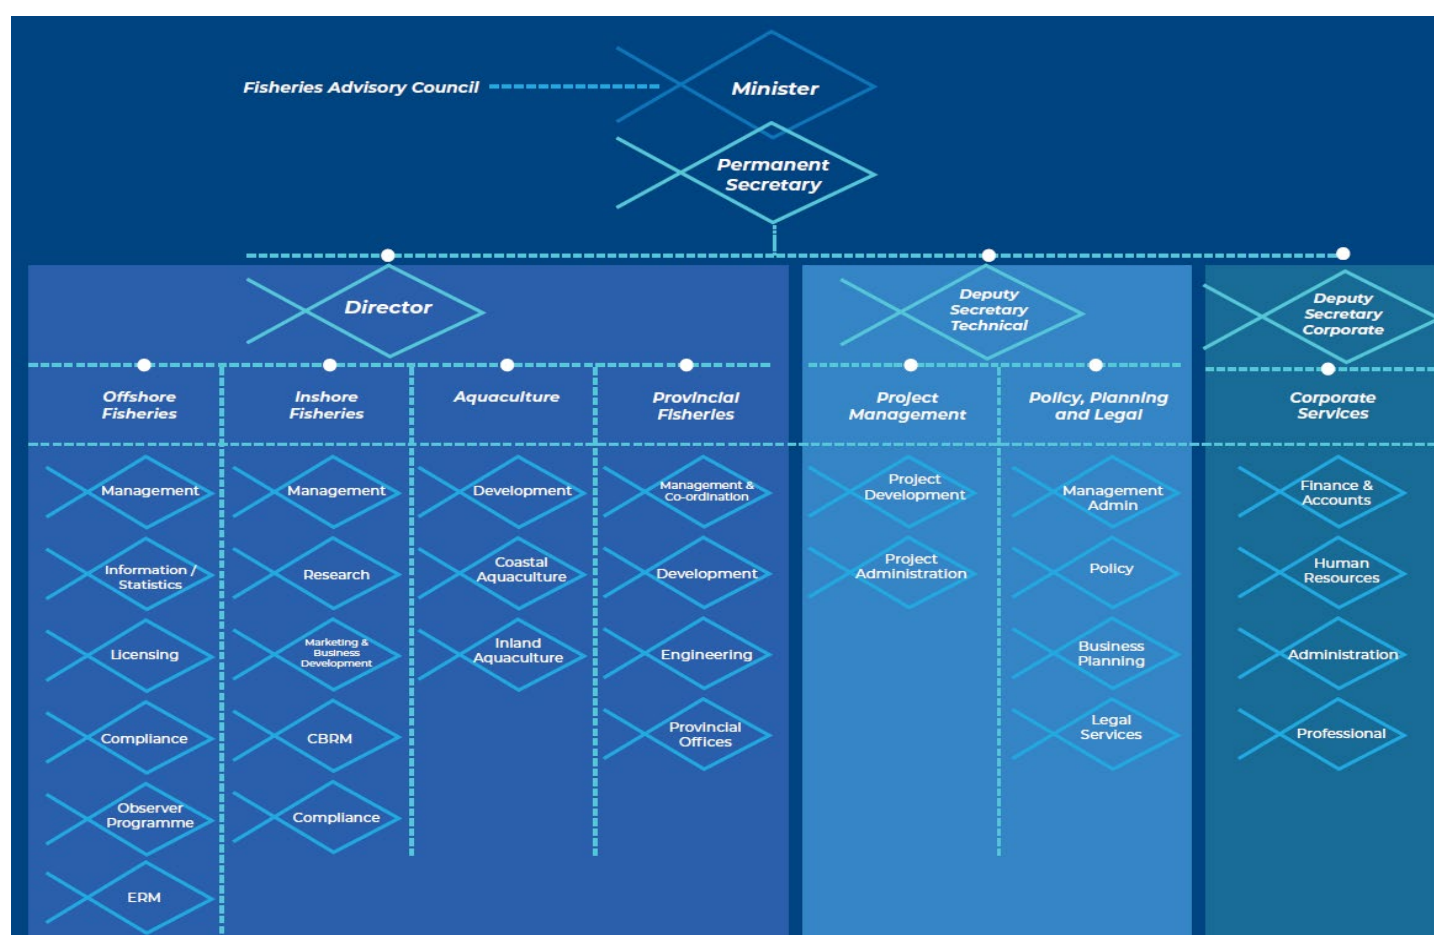 Fisheries Advisory Council
Minister
Permanent
Secretary
Director
Deputy
Secretary
Technical
Deputy
Secretary
Corporate
Offshore
Fisheries
Inshore
Fisheries
Aquaculture
Provincial
Fisheries
Project
Management
Policy, Planning
and Legal
Corporate
Services
Management
Information /
Statistics
Licensing
Compliance
Observer
Programme
ERM
Management
Research
Marketing &
Business
Development
CBRM
Compliance
Development
Coastal
Aquaculture
Inland
Aquaculture
Management &
Co-ordination
Development
Engineering
Provincial
Offices
Project
Development
Project
Administration
Management
Admin
Policy
Business
Planning
Legal
Services
Finance &
Accounts
Human
Resources
Administration
Professional